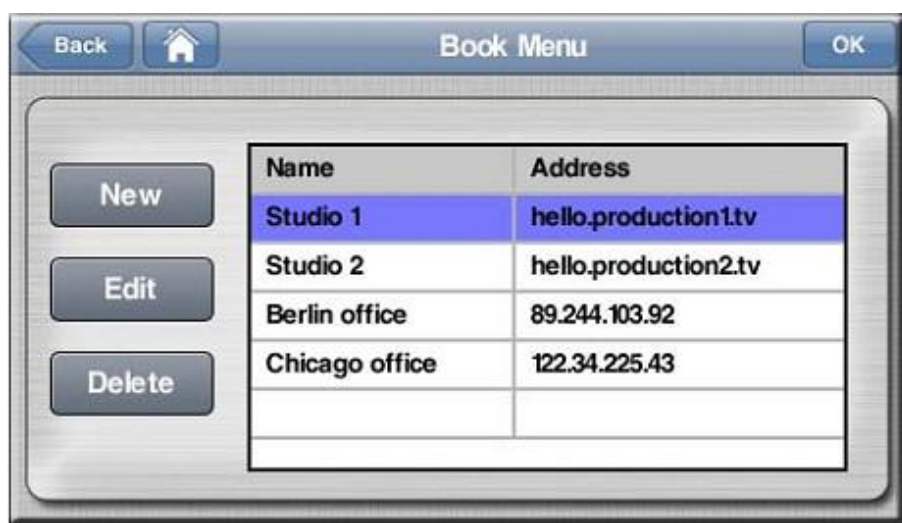 Back Book Menu OK
Name Address
New
Studio 1 hello.production1.tv
Studio 2 hello.production2.tv
Edit
Berlin office 89.244.103.92
Chicago office 122.34.225.43
Delete